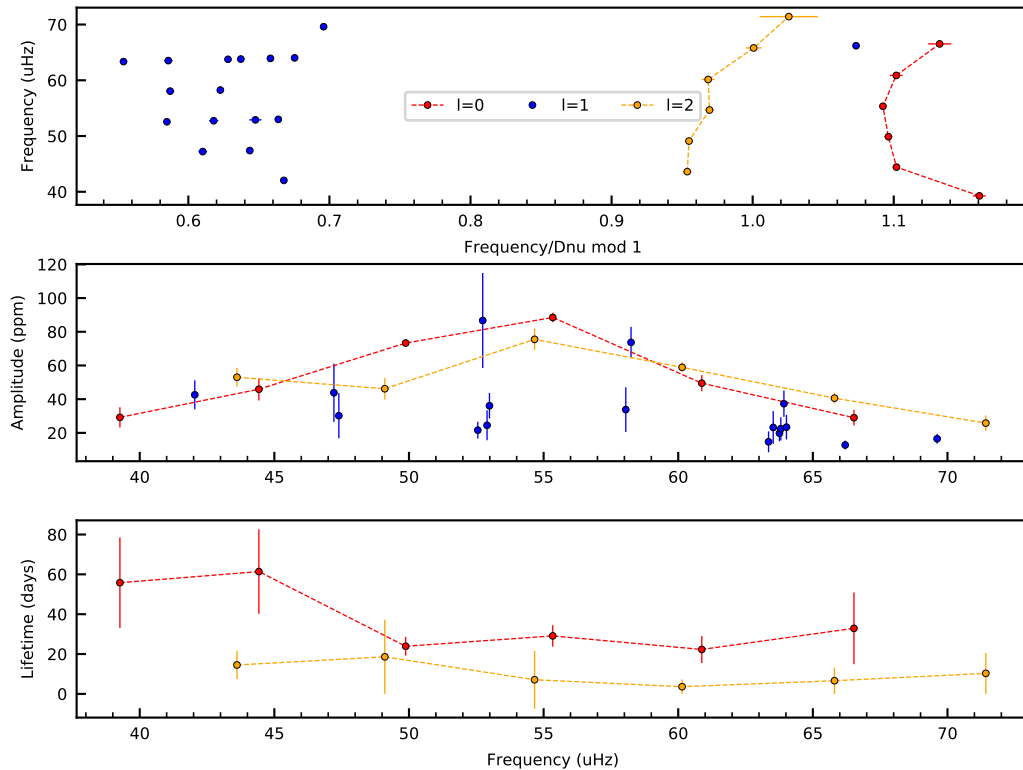 70
60
50
40
Frequency (uHz)
l=0 l=1 l=2
0.6 0.7 0.8 0.9 1.0 1.1
Frequency/Dnu mod 1
120
100
80
60
40
20
Amplitude (ppm)
40 45 50 55 60 65 70
80
60
40
20
0
Lifetime (days)
40 45 50 55 60 65 70
Frequency (uHz)